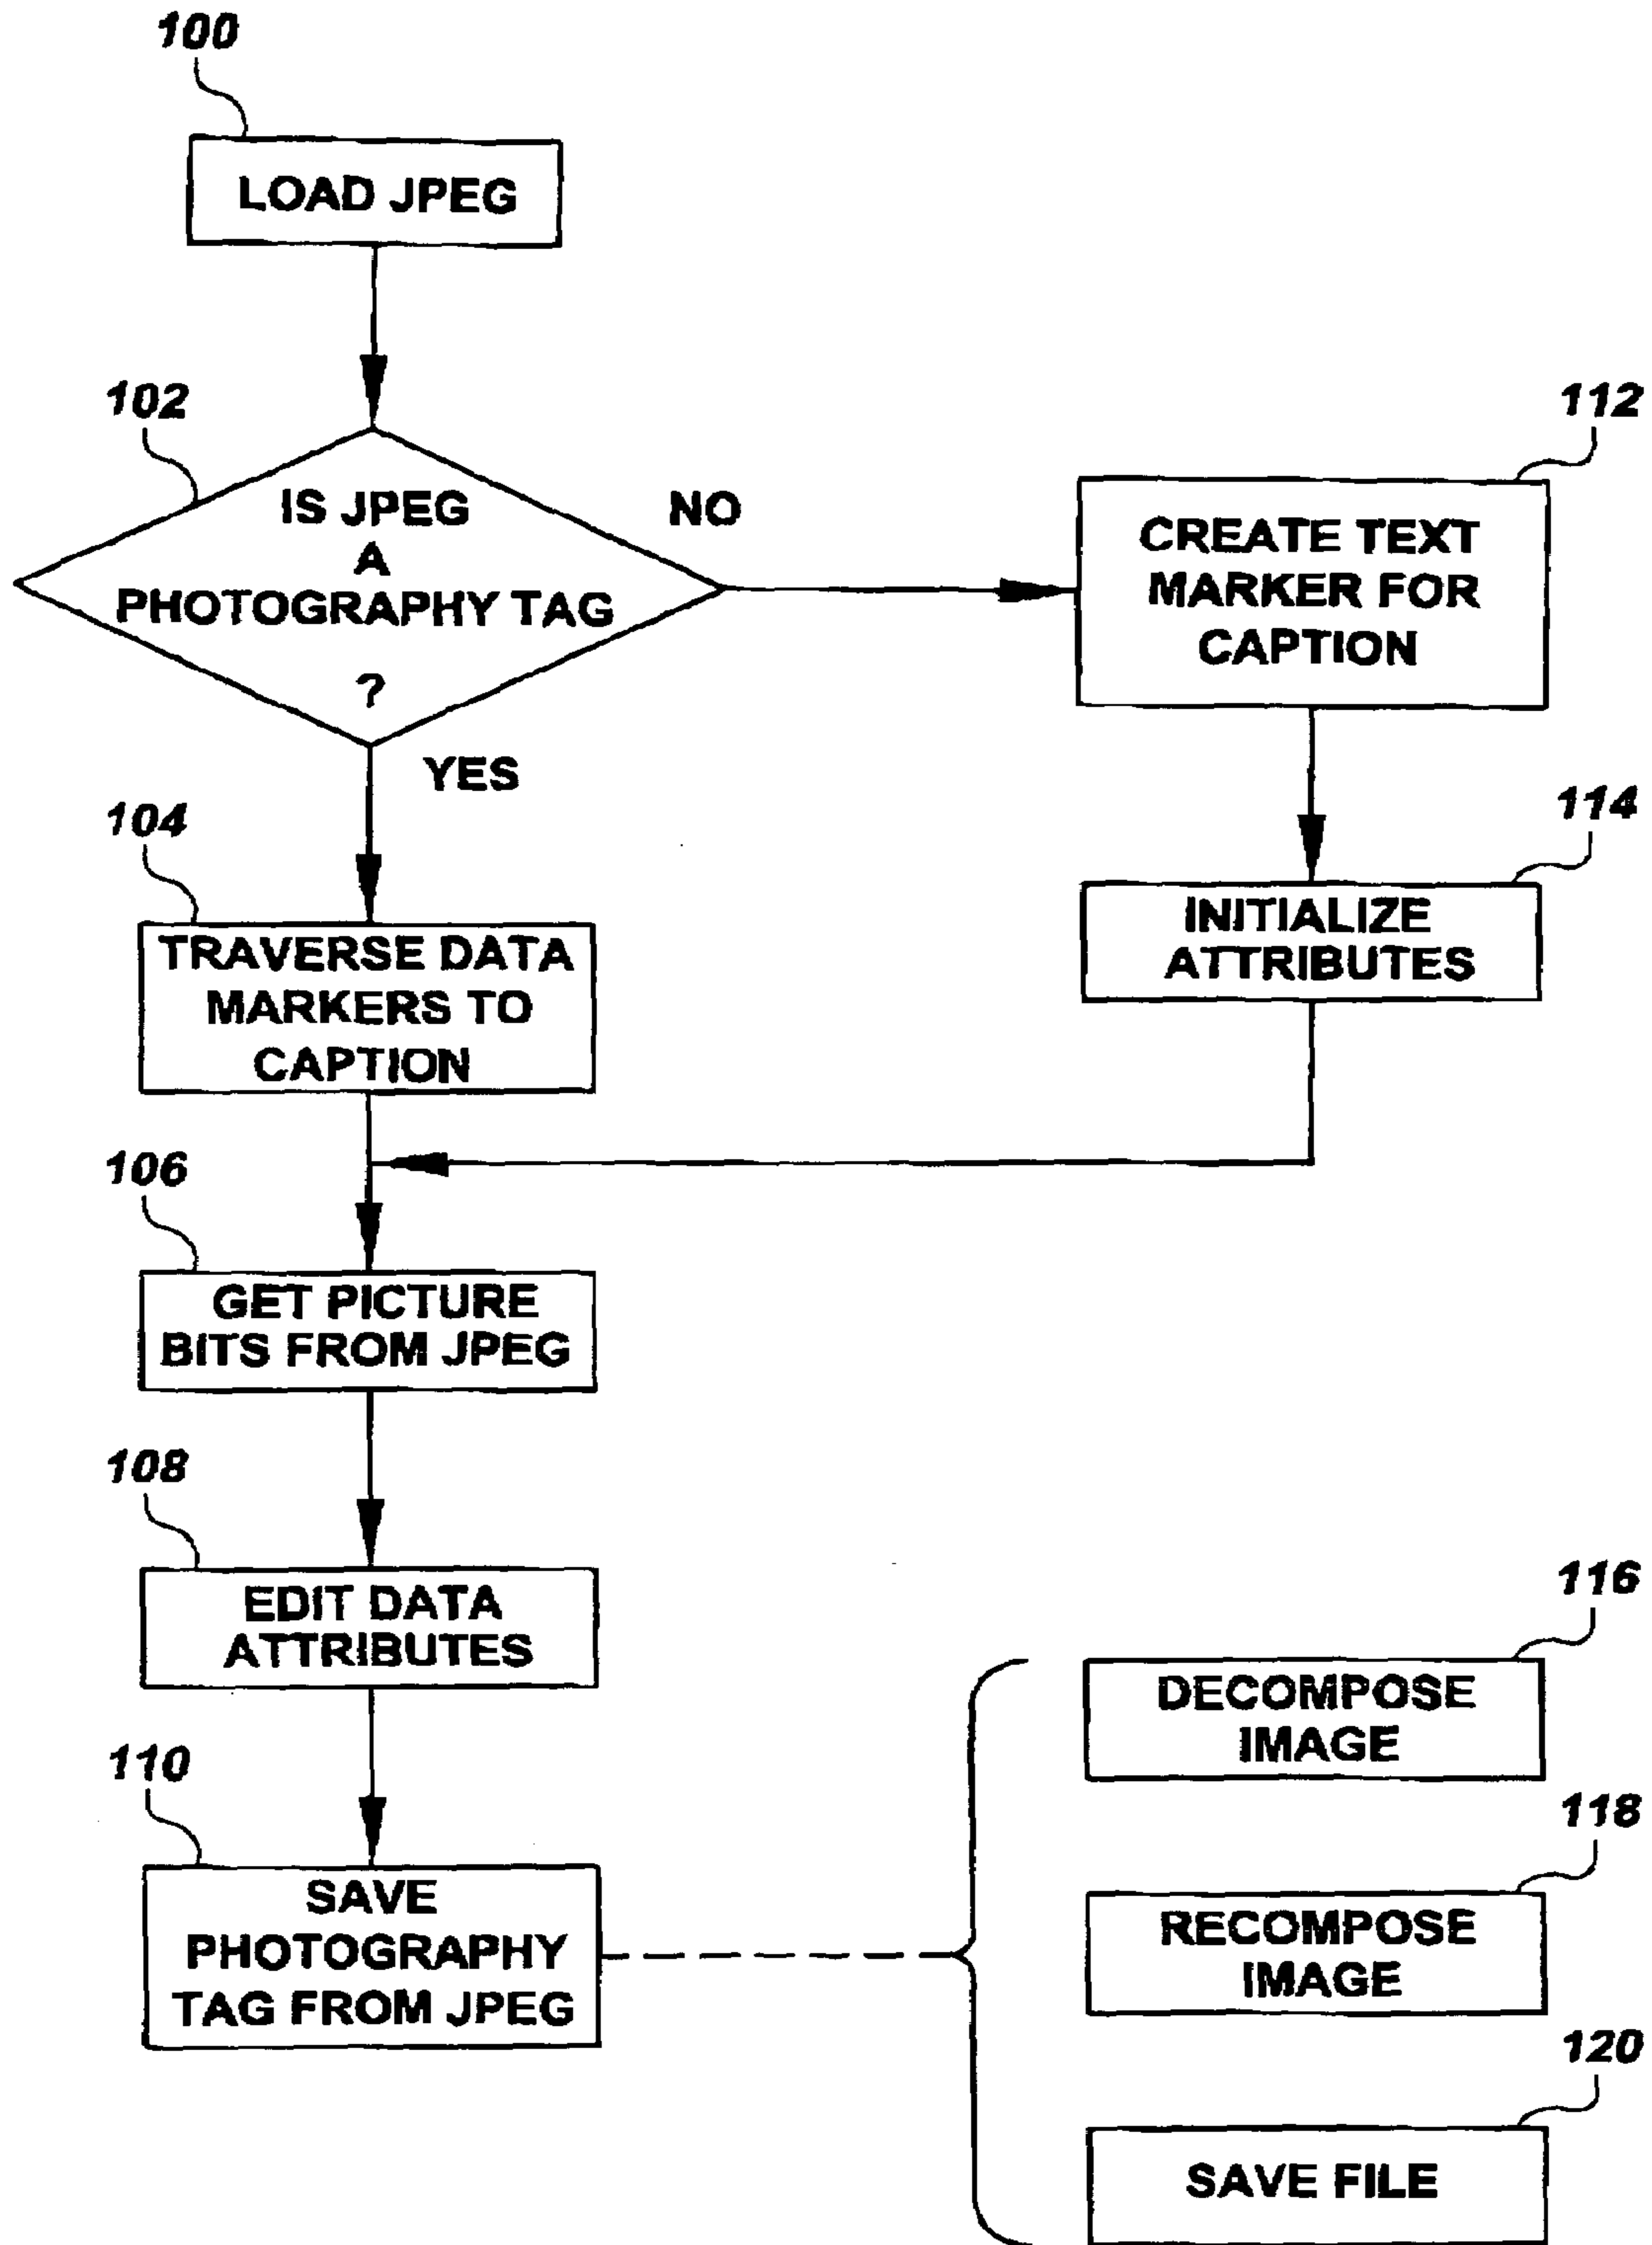 100
LOAD JPEG
102
IS JPEG
A
PHOTOGRAPHY TAG
?
NO
YES
112
CREATE TEXT
MARKER FOR
CAPTION
104
TRAVERSE DATA
MARKERS TO
CAPTION
114
INITIALIZE
ATTRIBUTES
106
GET PICTURE
BITS FROM JPEG
108
EDIT DATA
ATTRIBUTES
110
SAVE
PHOTOGRAPHY
TAG FROM JPEG
116
DECOMPOSE
IMAGE
118
RECOMPOSE
IMAGE
120
SAVE FILE